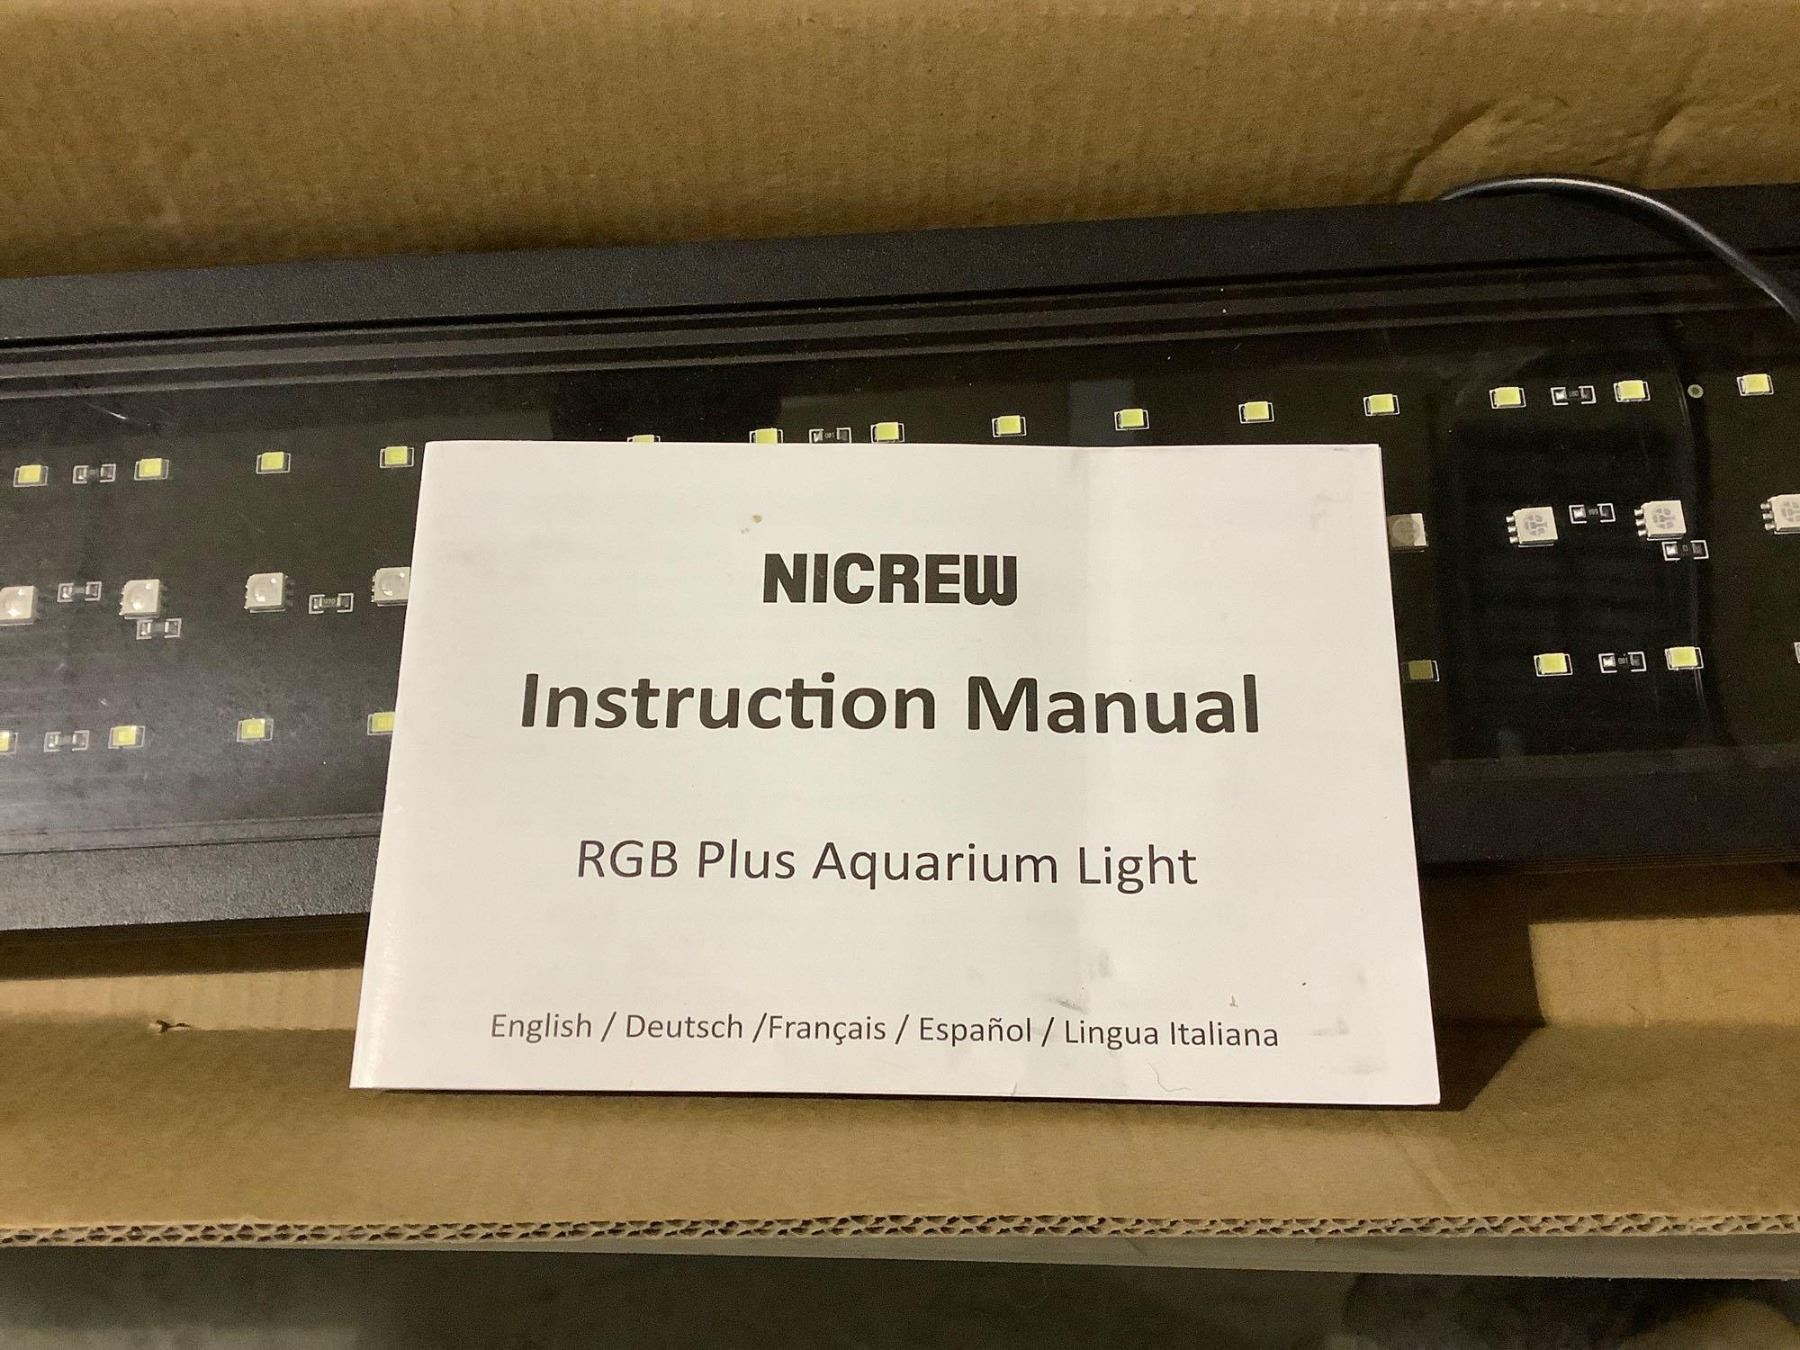 NICREW
Instruction Manual
RGB Plus Aquarium Light
English / Deutsch /Français / Español / Lingua Italiana